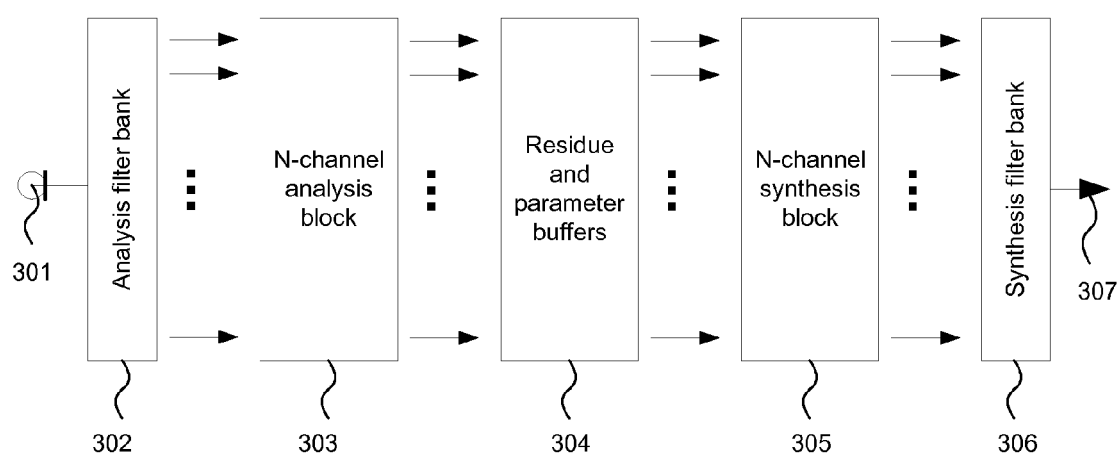 Analysis filter bank
N-channel
analysis
block
Residue
and
parameter
buffers
N-channel
synthesis
block
Synthesis filter bank
301
307
302
303
304
305
306